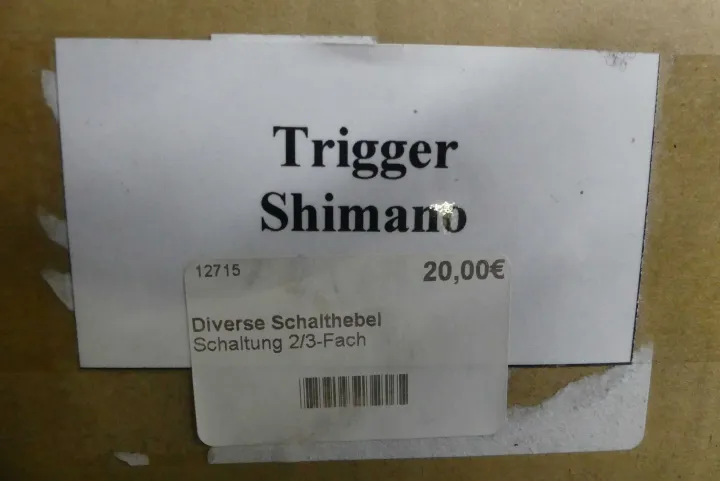 Trigger
Shimano
12715 20,00€
Diverse Schalthebel
Schaltung 2/3-Fach